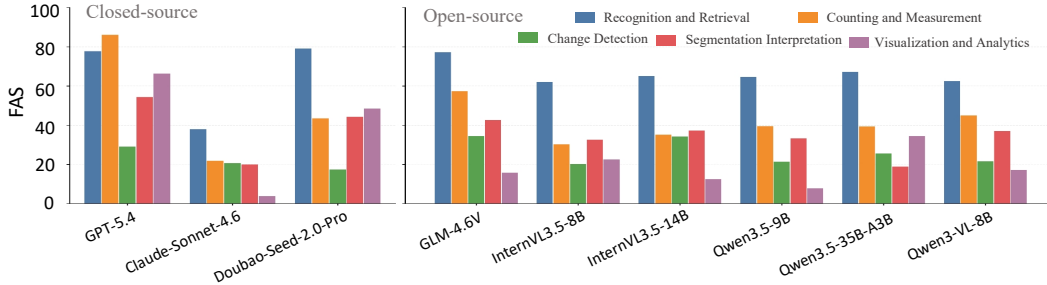 Closed-source
Open-source
Recognition and Retrieval
Counting and Measurement
Change Detection
Segmentation Interpretation
Visualization and Analytics
FAS
100
80
60
40
20
0
GPT-5.4
Claude-Sonnet-4.6
Doubao-Seed-2.0-Pro
GLM-4.6V
InternVL3.5-8B
InternVL3.5-14B
Qwen3.5-9B
Qwen3.5-35B-A3B
Qwen3-VL-8B